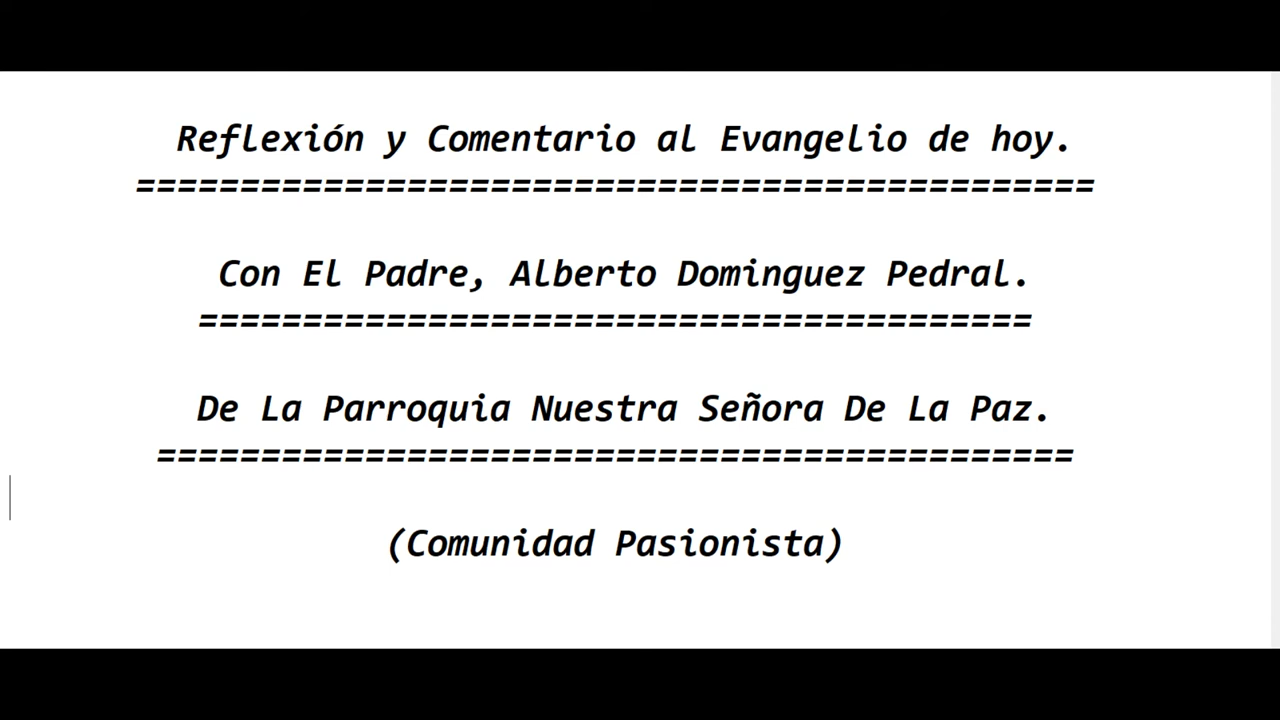 Reflexión y Comentario al Evangelio de hoy.
==============================================
Con El Padre, Alberto Dominguez Pedral.
========================================
De La Parroquia Nuestra Señora De La Paz.
============================================
(Comunidad Pasionista)